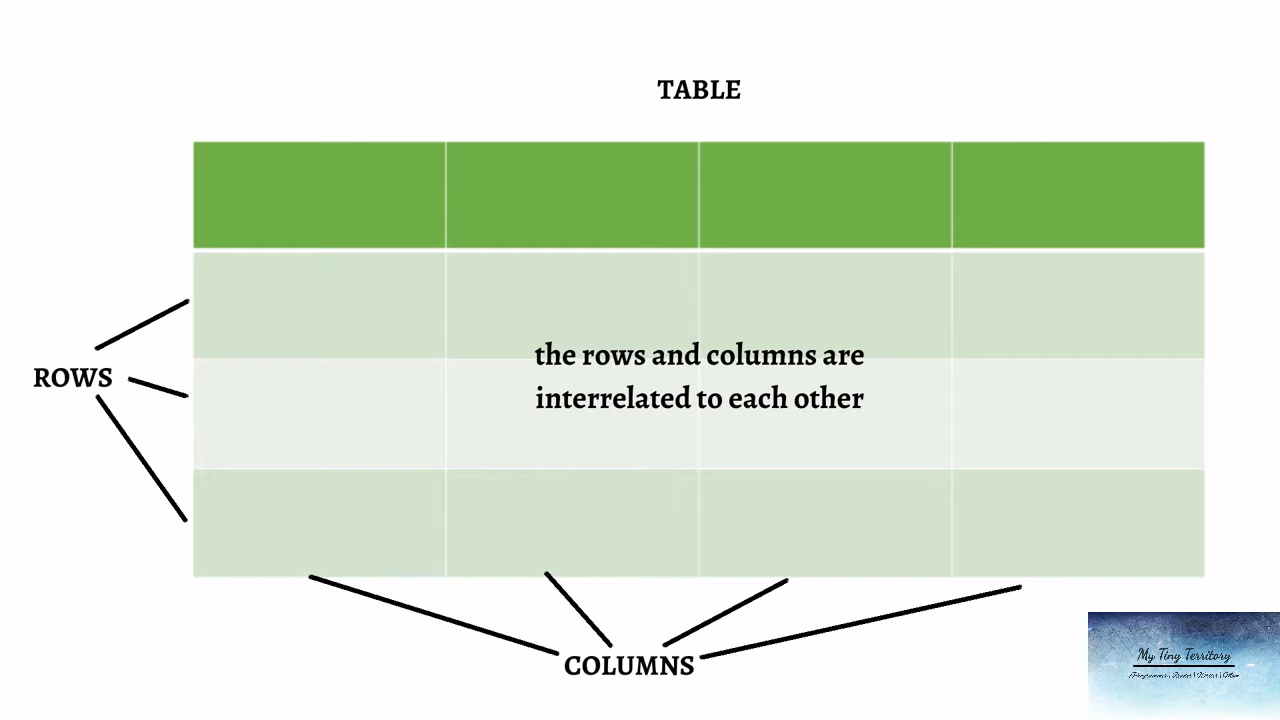 TABLE
the rows and columns are
interrelated to each other
ROWS
COLUMNS
My Tiny Territory